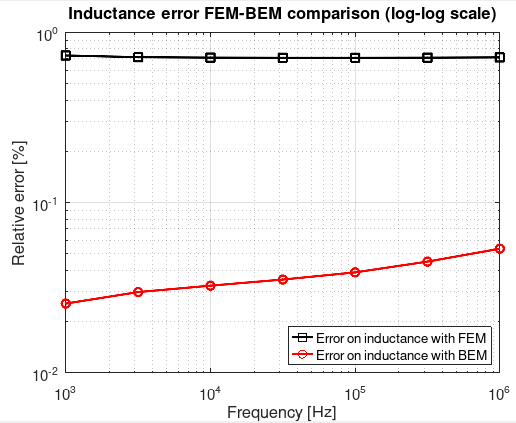 Inductance error FEM-BEM comparison (log-log scale)
10^0
10^-1
10^-2
Relative error [%]
10^3 10^4 10^5 10^6
Frequency [Hz]
Error on inductance with FEM
Error on inductance with BEM